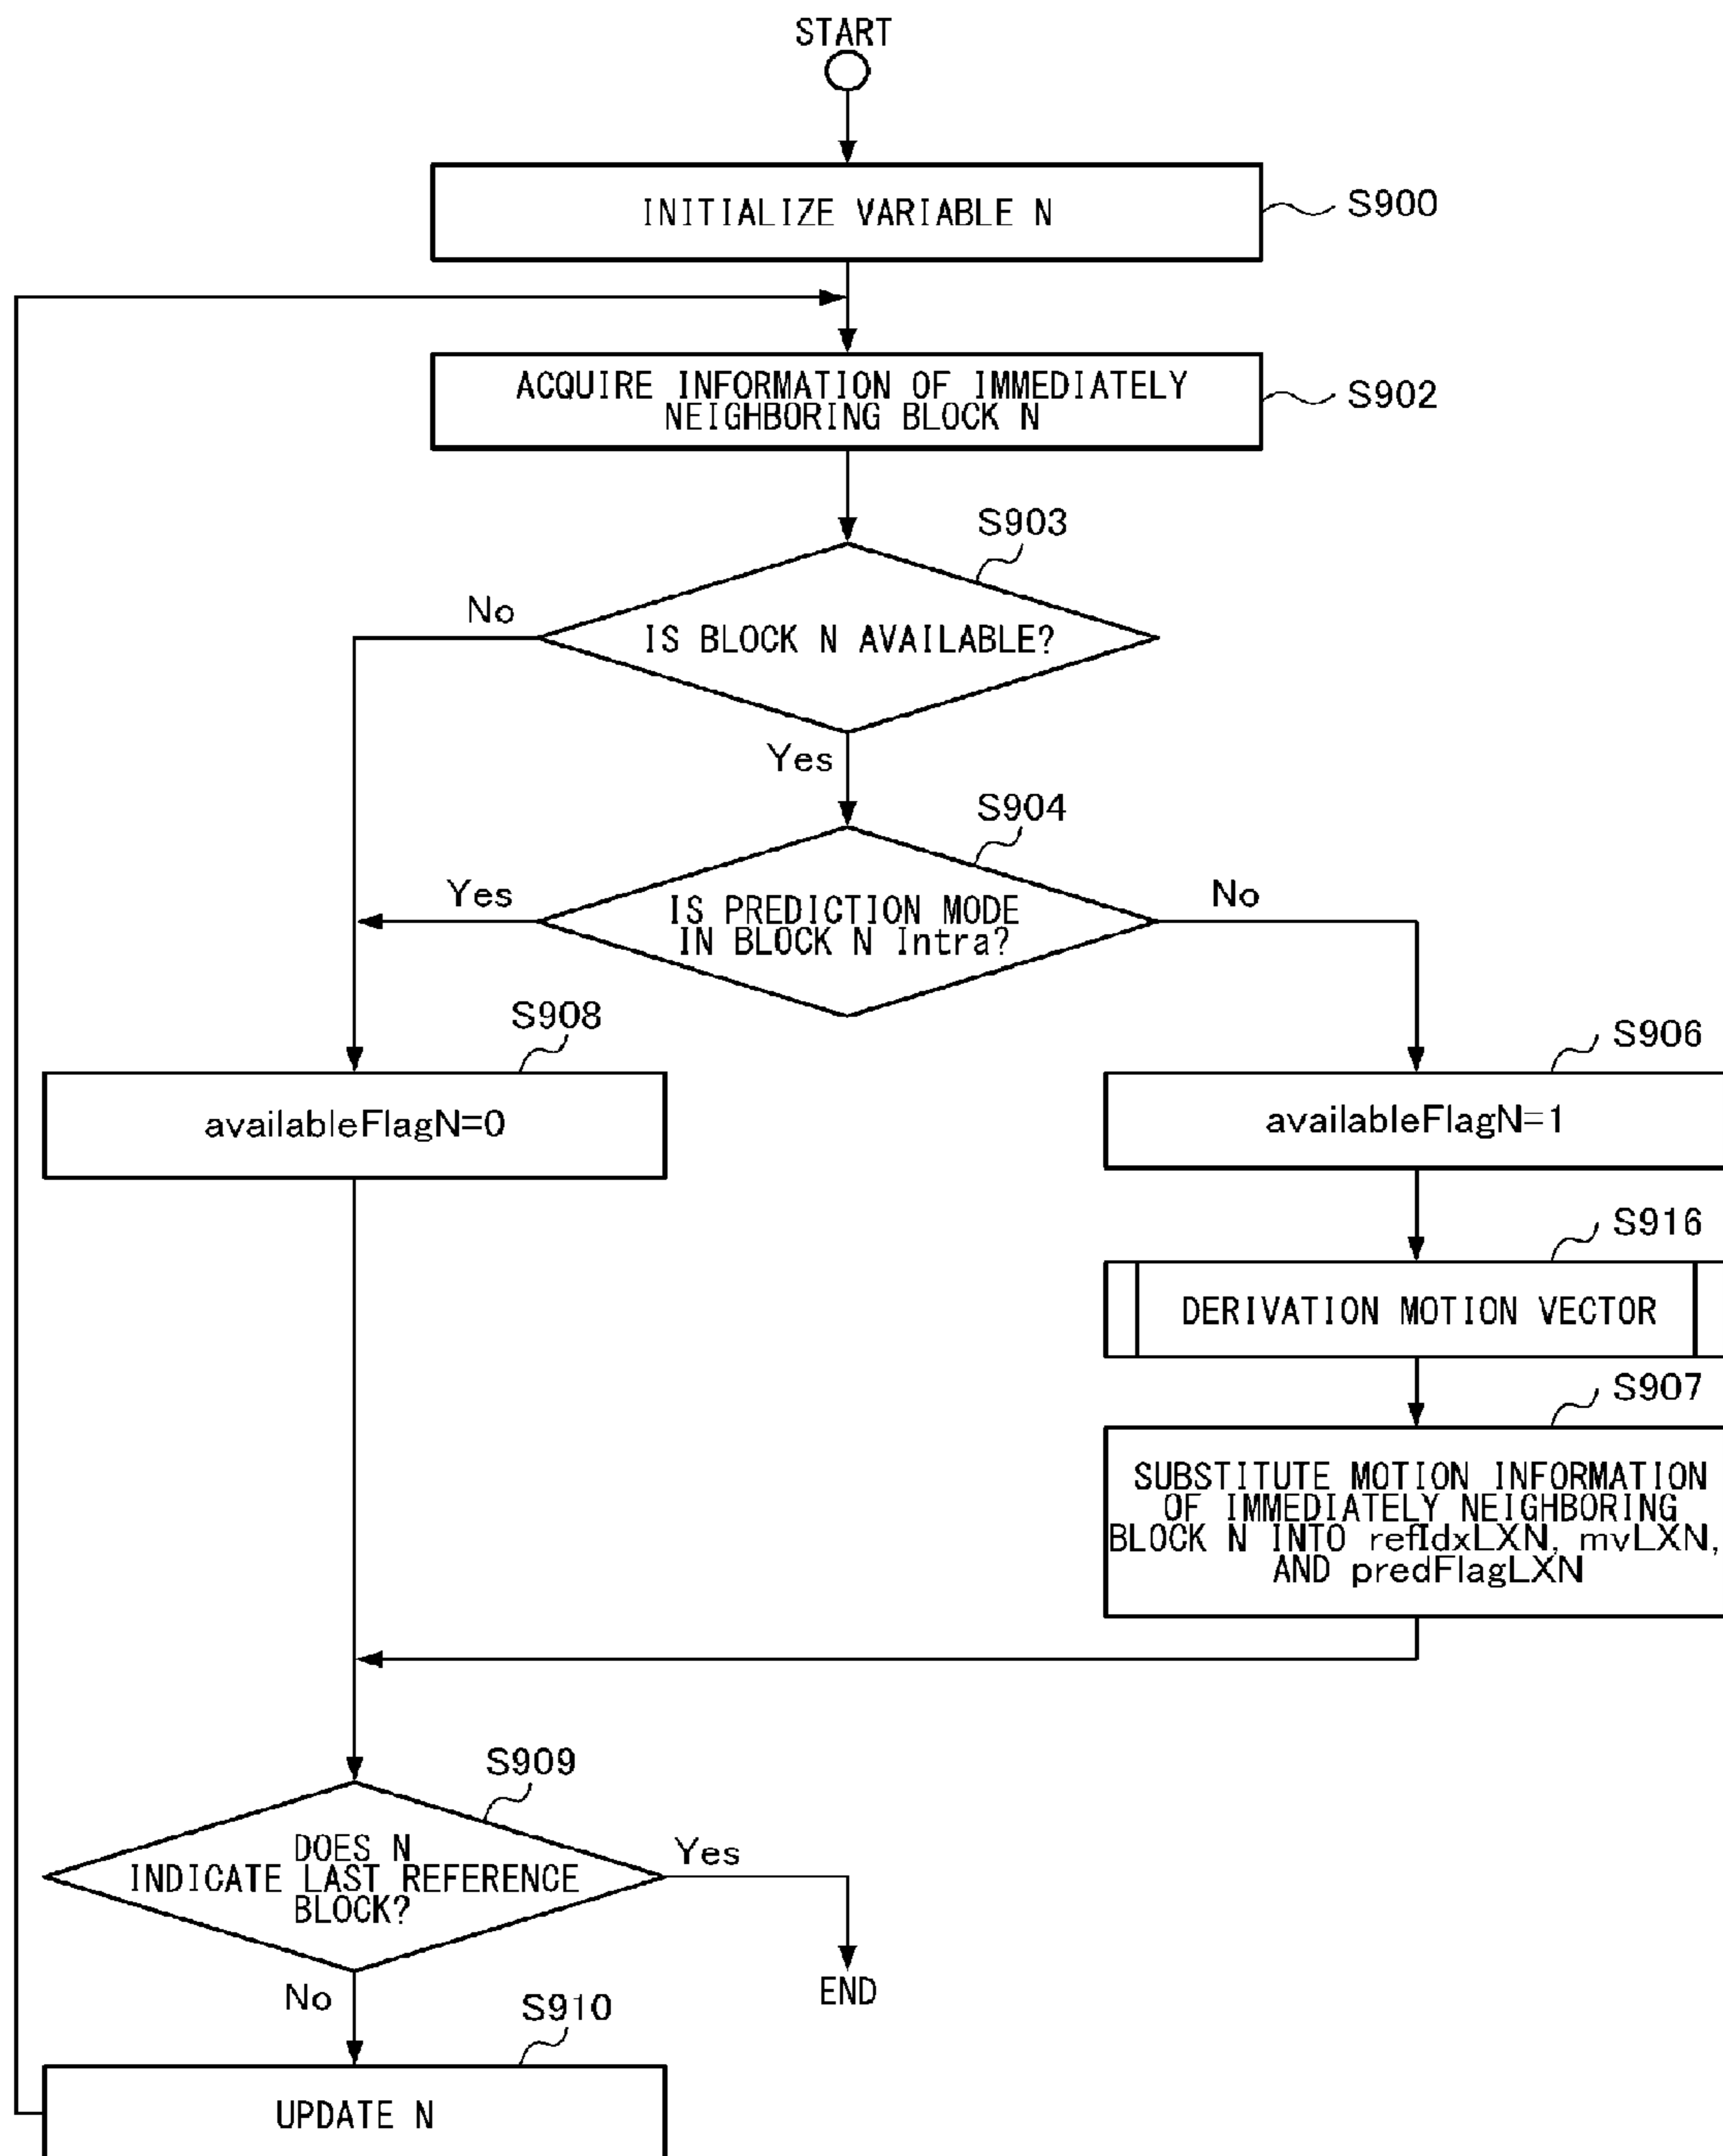 START
INITIALIZE VARIABLE N
S900
ACQUIRE INFORMATION OF IMMEDIATELY
NEIGHBORING BLOCK N
S902
S903
No
IS BLOCK N AVAILABLE?
Yes
S904
Yes
IS PREDICTION MODE
IN BLOCK N Intra?
No
S908
availableFlagN=0
S906
availableFlagN=1
S916
DERIVATION MOTION VECTOR
S907
SUBSTITUTE MOTION INFORMATION
OF IMMEDIATELY NEIGHBORING
BLOCK N INTO refIdxLXN, mvLXN,
AND predFlagLXN
S909
DOES N
INDICATE LAST REFERENCE
BLOCK?
Yes
END
No
S910
UPDATE N